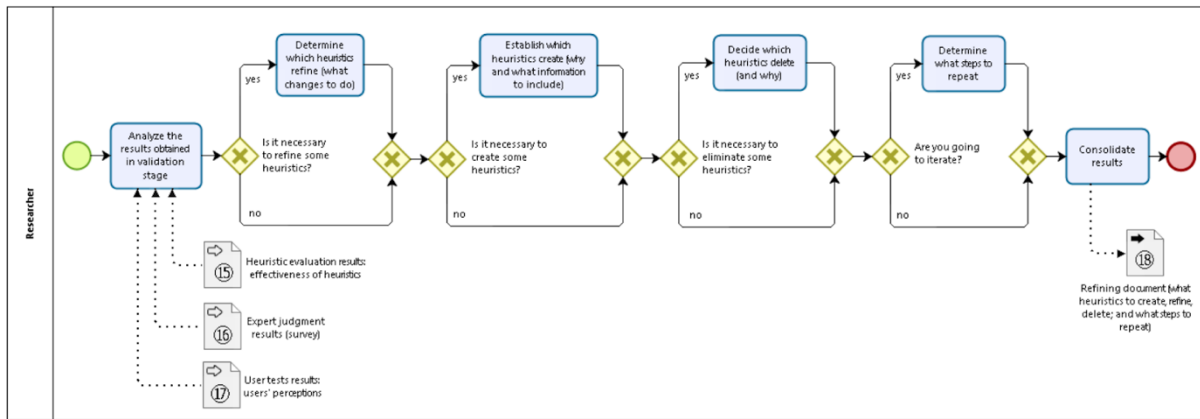 Researcher
Analyze the
results obtained
in validation
stage
Is it necessary
to refine some
heuristics?
yes
no
Determine
which heuristics
refine (what
changes to do)
Is it necessary to
create some
heuristics?
yes
no
Establish which
heuristics create (why
and what information
to include)
Is it necessary to
eliminate some
heuristics?
yes
no
Decide which
heuristics delete
(and why)
Are you going
to iterate?
yes
no
Determine
what steps to
repeat
Consolidate
results
15
Heuristic evaluation results:
effectiveness of heuristics
16
Expert judgment
results (survey)
17
User tests results:
users' perceptions
18
Refining document (what
heuristics to create, refine,
delete; and what steps to
repeat)